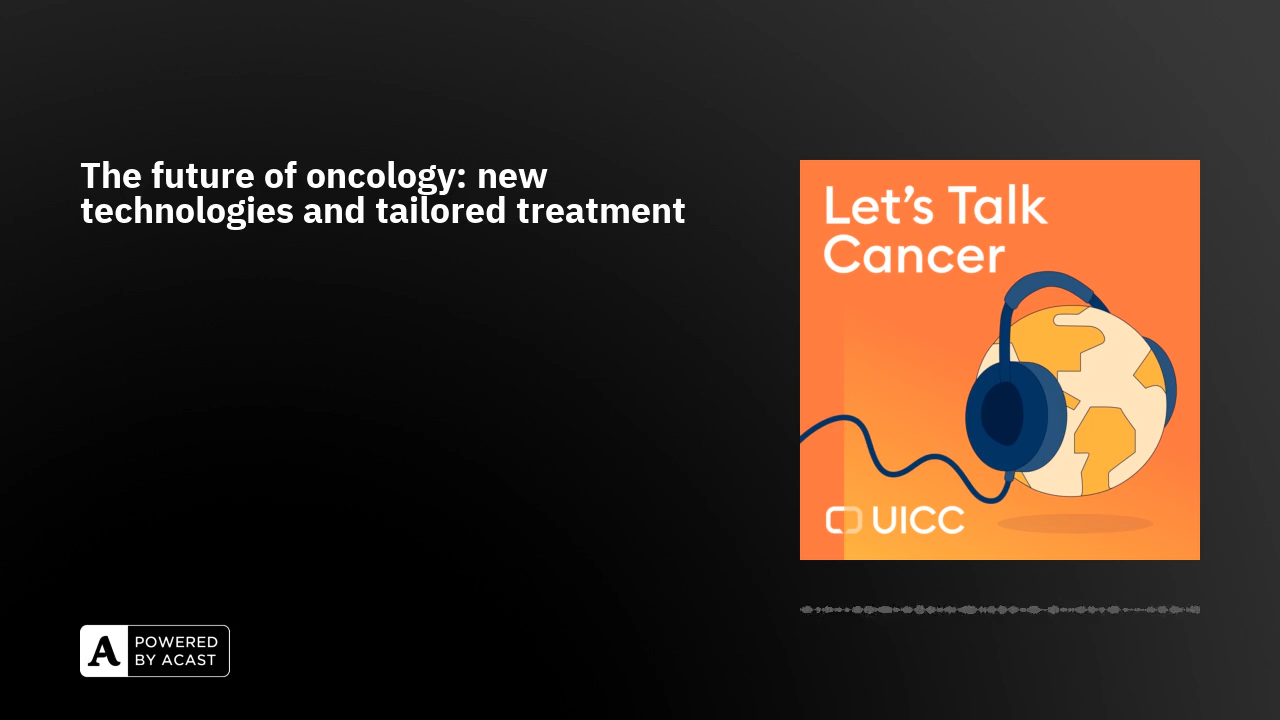 The future of oncology: new
technologies and tailored treatment
Let's Talk
Cancer
UICC
A POWERED
BY ACAST